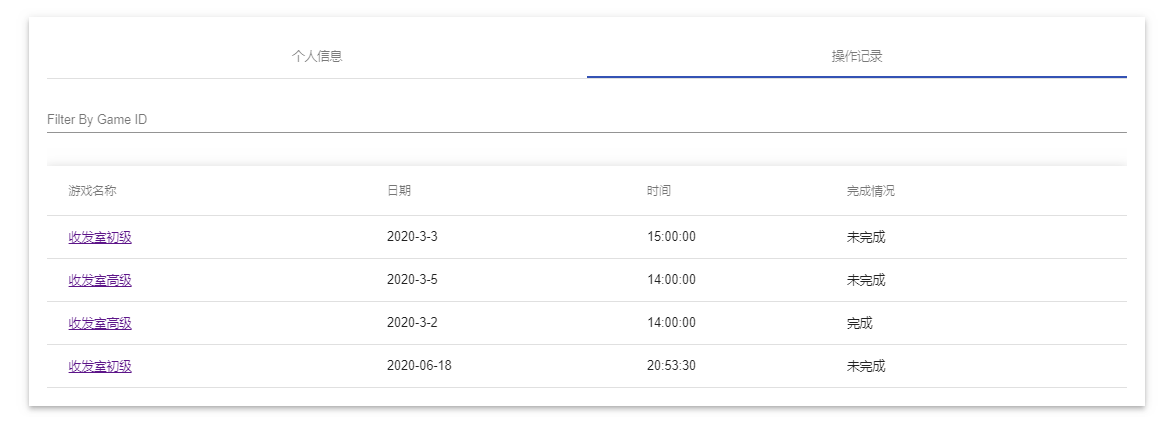 个人信息 操作记录
Filter By Game ID
游戏名称 日期 时间 完成情况
收发室初级 2020-3-3 15:00:00 未完成
收发室高级 2020-3-5 14:00:00 未完成
收发室高级 2020-3-2 14:00:00 完成
收发室初级 2020-06-18 20:53:30 未完成